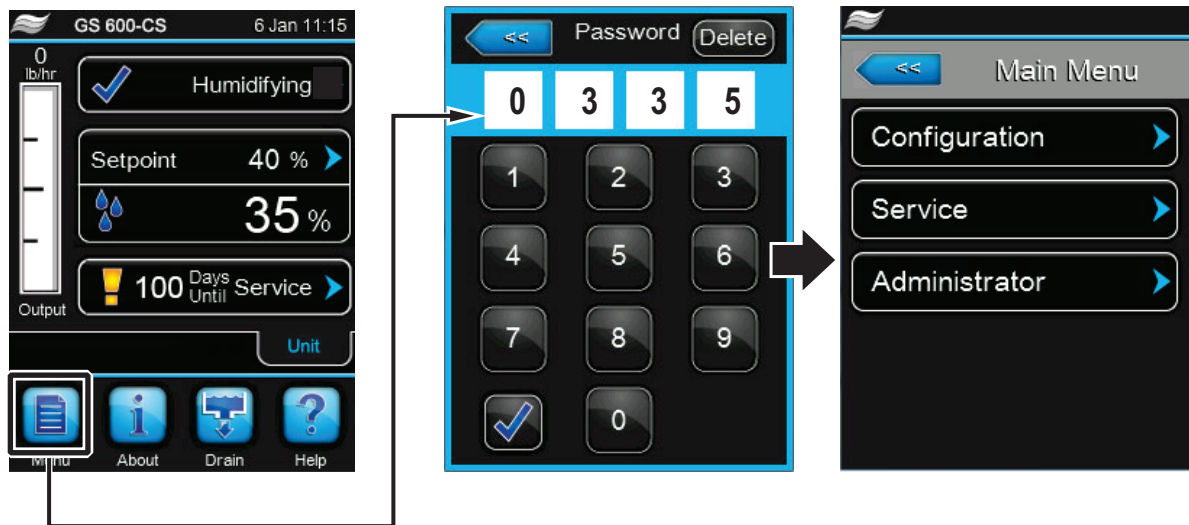 GS 600-CS 6 Jan 11:15
0
lb/hr
Humidifying
Setpoint 40 %
35 %
100 Days Until Service
Output
Unit
Menu About Drain Help
<< Password Delete
0 3 3 5
1 2 3
4 5 6
7 8 9
0
<< Main Menu
Configuration
Service
Administrator